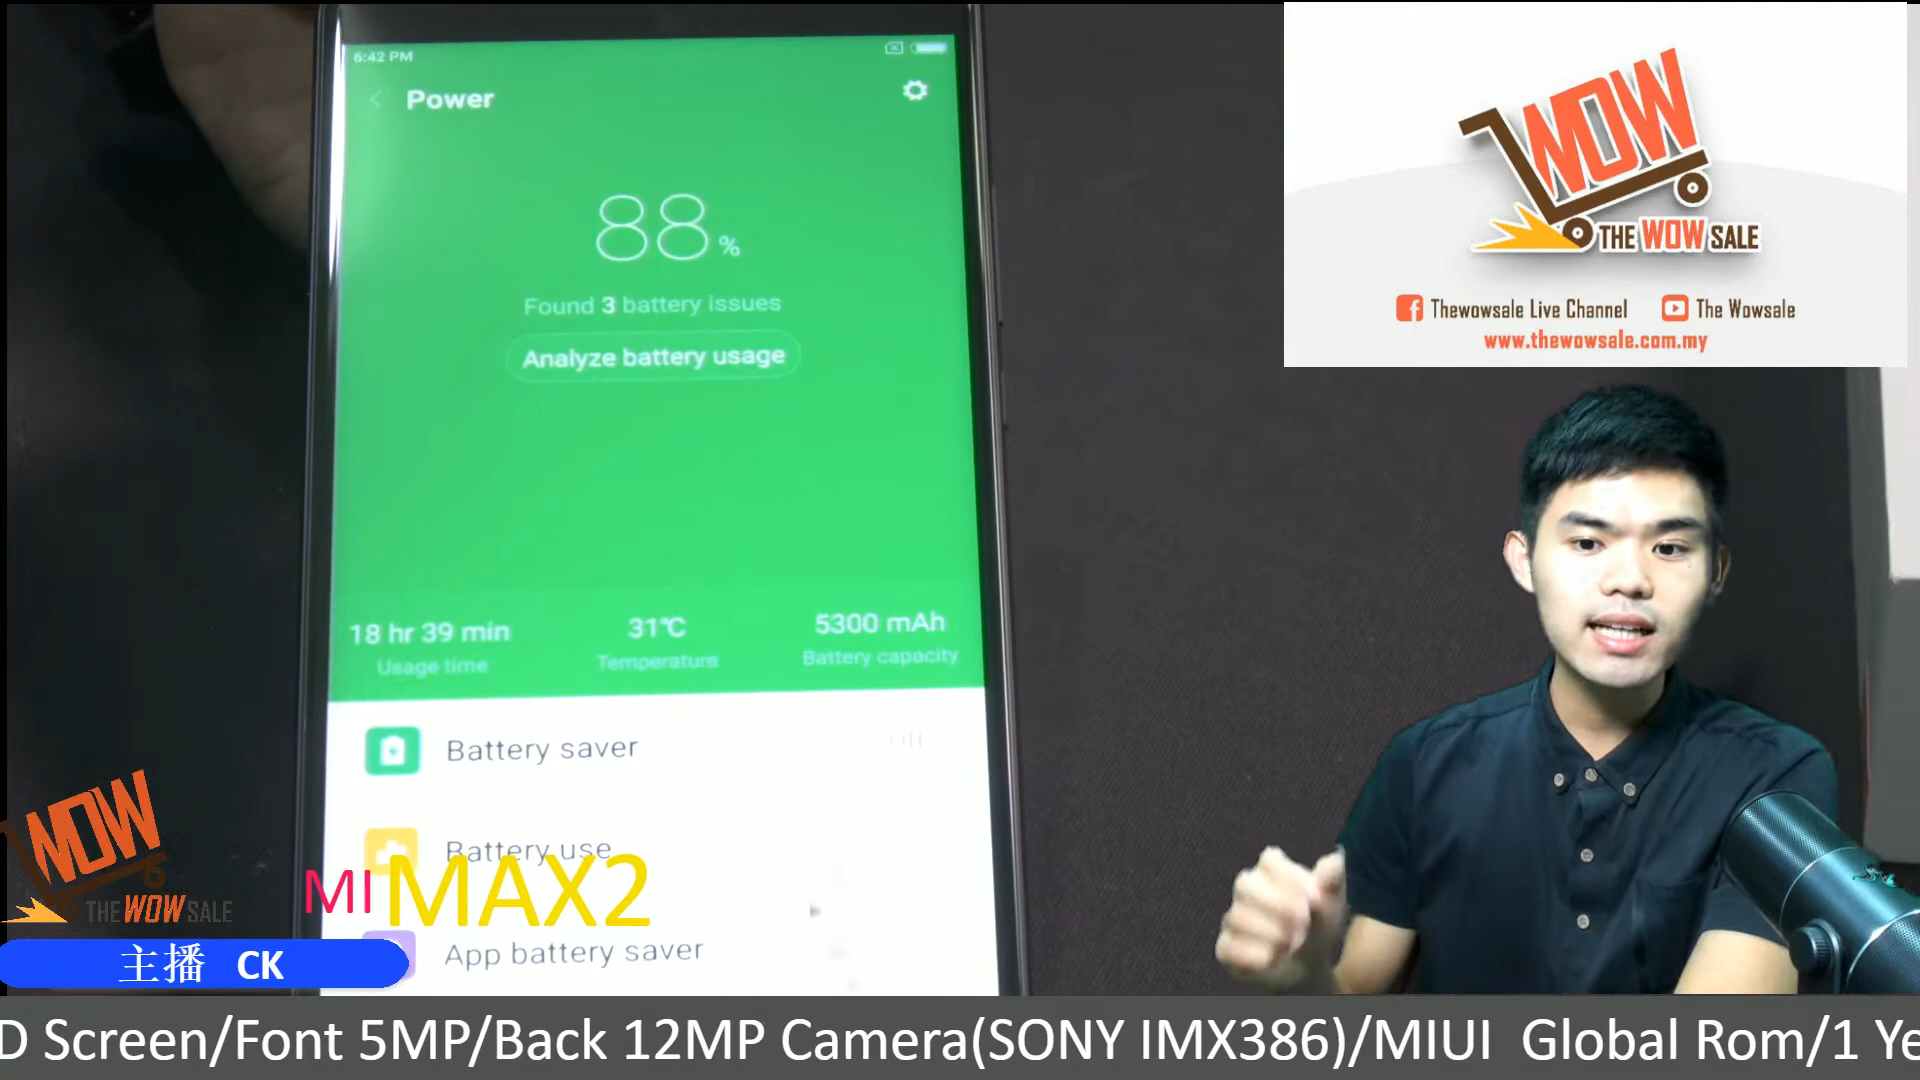 6:42 PM
Power
88%
Found 3 battery issues
Analyze battery usage
18 hr 39 min
Usage time
31℃
Temperature
5300 mAh
Battery capacity
Battery saver
Off
Battery use
App battery saver
WOW
THE WOW SALE
Thewowsale Live Channel
The Wowsale
www.thewowsale.com.my
WOW
THE WOW SALE
MI MAX2
主播 CK
D Screen/Font 5MP/Back 12MP Camera(SONY IMX386)/MIUI Global Rom/1 Ye